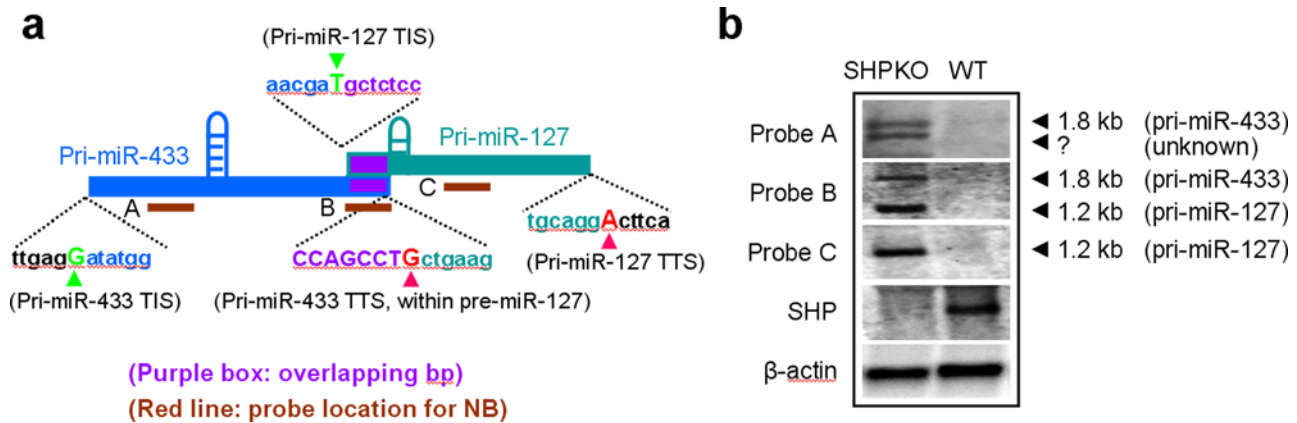 a
(Pri-miR-127 TIS)
aacgaTgctctcc
Pri-miR-433
Pri-miR-127
A
B
C
ttgagGatatgg
(Pri-miR-433 TIS)
CCAGCCTGctgaag
(Pri-miR-433 TTS, within pre-miR-127)
tgcaggActtca
(Pri-miR-127 TTS)
(Purple box: overlapping bp)
(Red line: probe location for NB)
b
SHPKO WT
Probe A
1.8 kb (pri-miR-433)
? (unknown)
Probe B
1.8 kb (pri-miR-433)
1.2 kb (pri-miR-127)
Probe C
1.2 kb (pri-miR-127)
SHP
β-actin